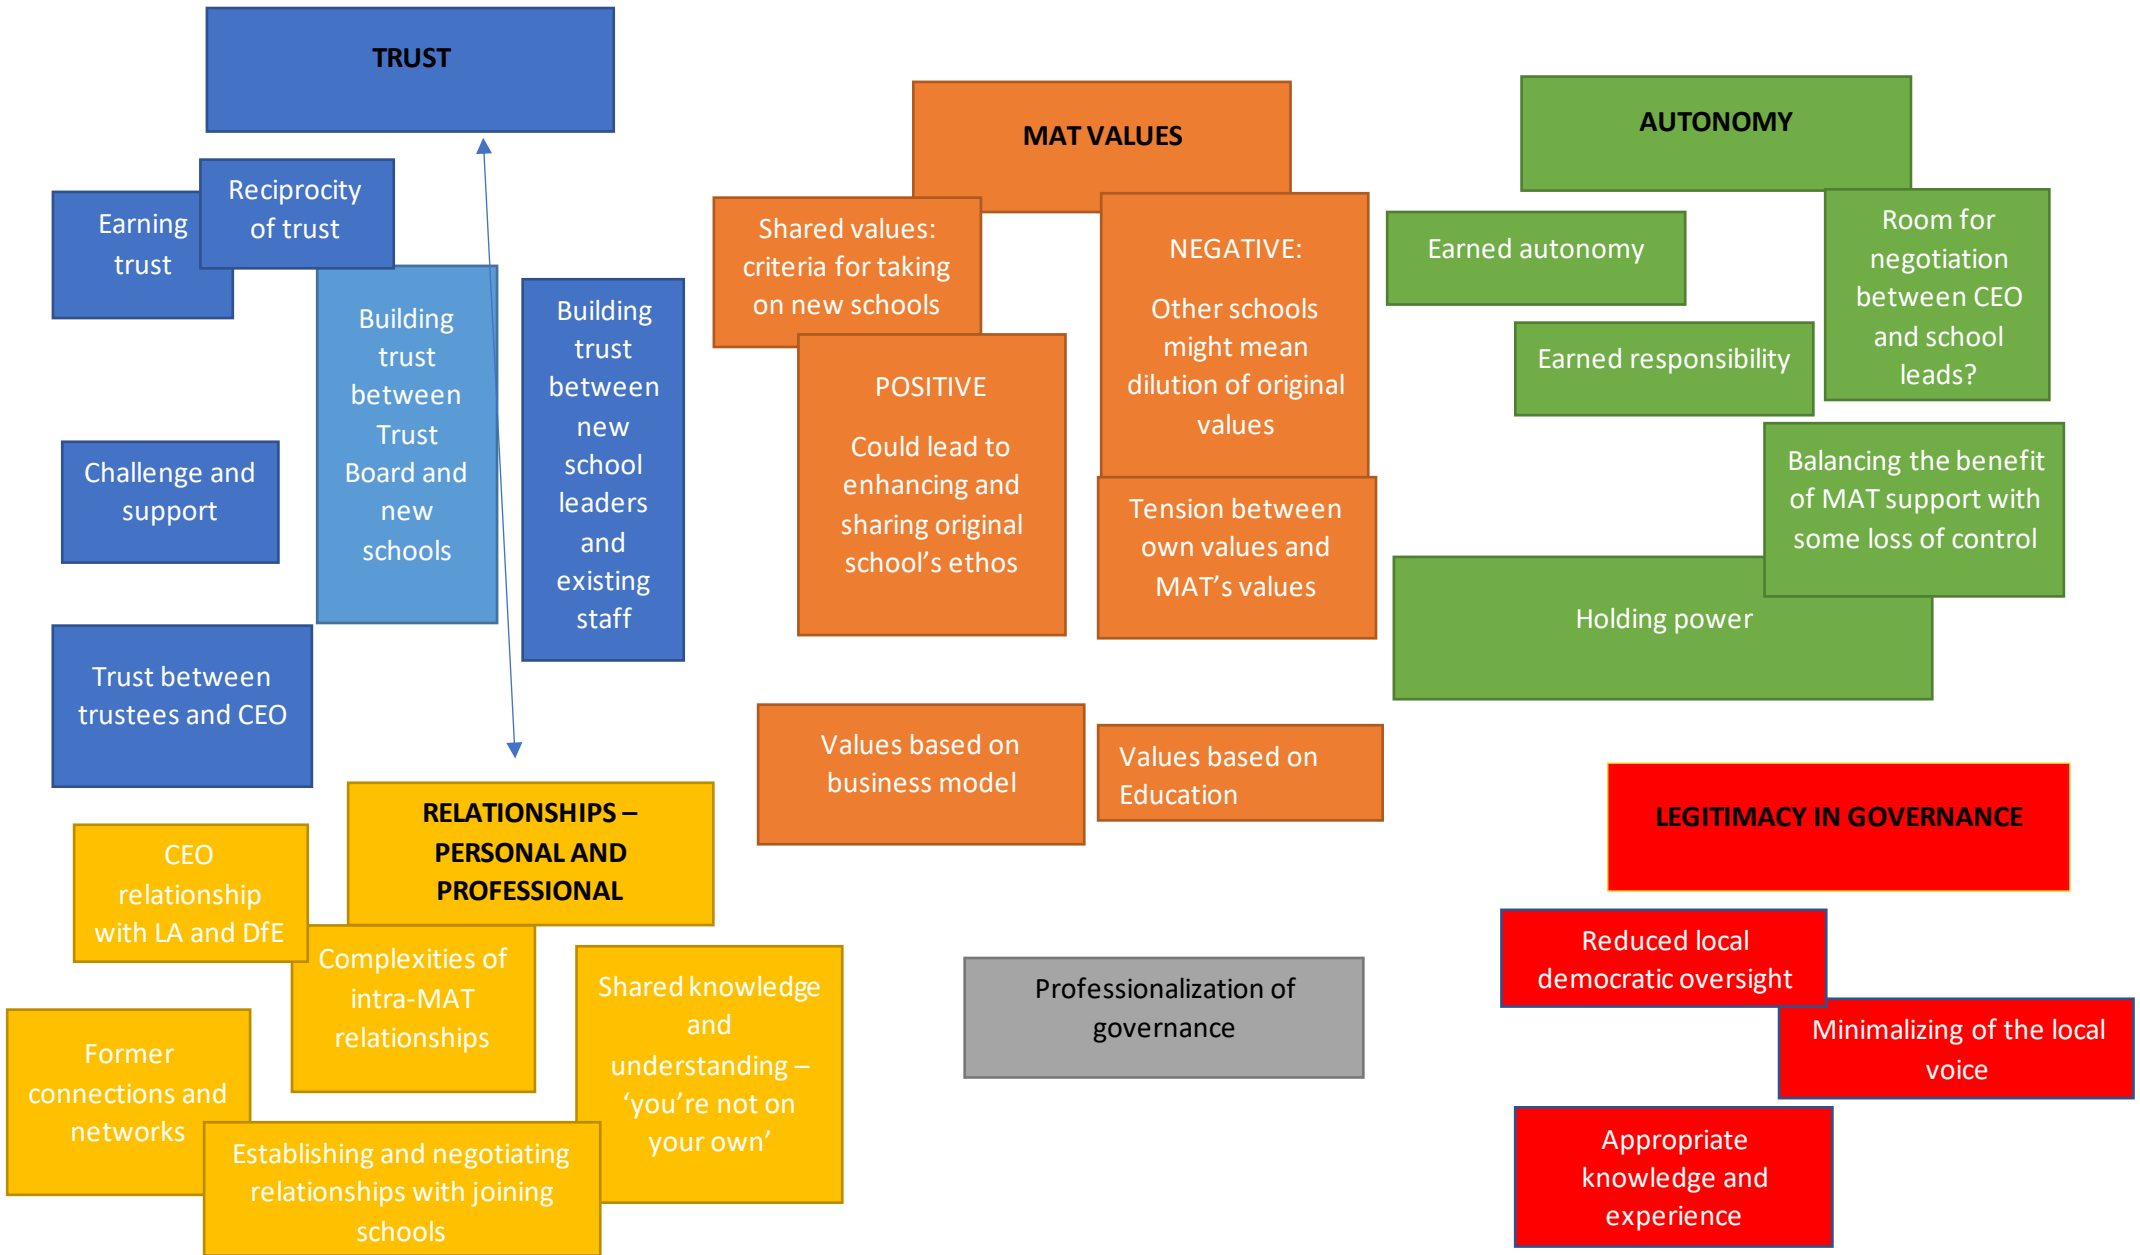 TRUST
Earning
trust
Reciprocity
of trust
Building
trust
between
Trust
Board and
new
schools
Building
trust
between
new
school
leaders
and
existing
staff
Challenge and
support
Trust between
trustees and CEO
MAT VALUES
Shared values:
criteria for taking
on new schools
POSITIVE
Could lead to
enhancing and
sharing original
school’s ethos
NEGATIVE:
Other schools
might mean
dilution of original
values
Tension between
own values and
MAT’s values
Values based on
business model
Values based on
Education
AUTONOMY
Earned autonomy
Room for
negotiation
between CEO
and school
leads?
Earned responsibility
Balancing the benefit
of MAT support with
some loss of control
Holding power
RELATIONSHIPS –
PERSONAL AND
PROFESSIONAL
CEO
relationship
with LA and DfE
Complexities of
intra-MAT
relationships
Shared knowledge
and
understanding –
‘you’re not on
your own’
Former
connections and
networks
Establishing and negotiating
relationships with joining
schools
Professionalization of
governance
LEGITIMACY IN GOVERNANCE
Reduced local
democratic oversight
Minimalizing of the local
voice
Appropriate
knowledge and
experience